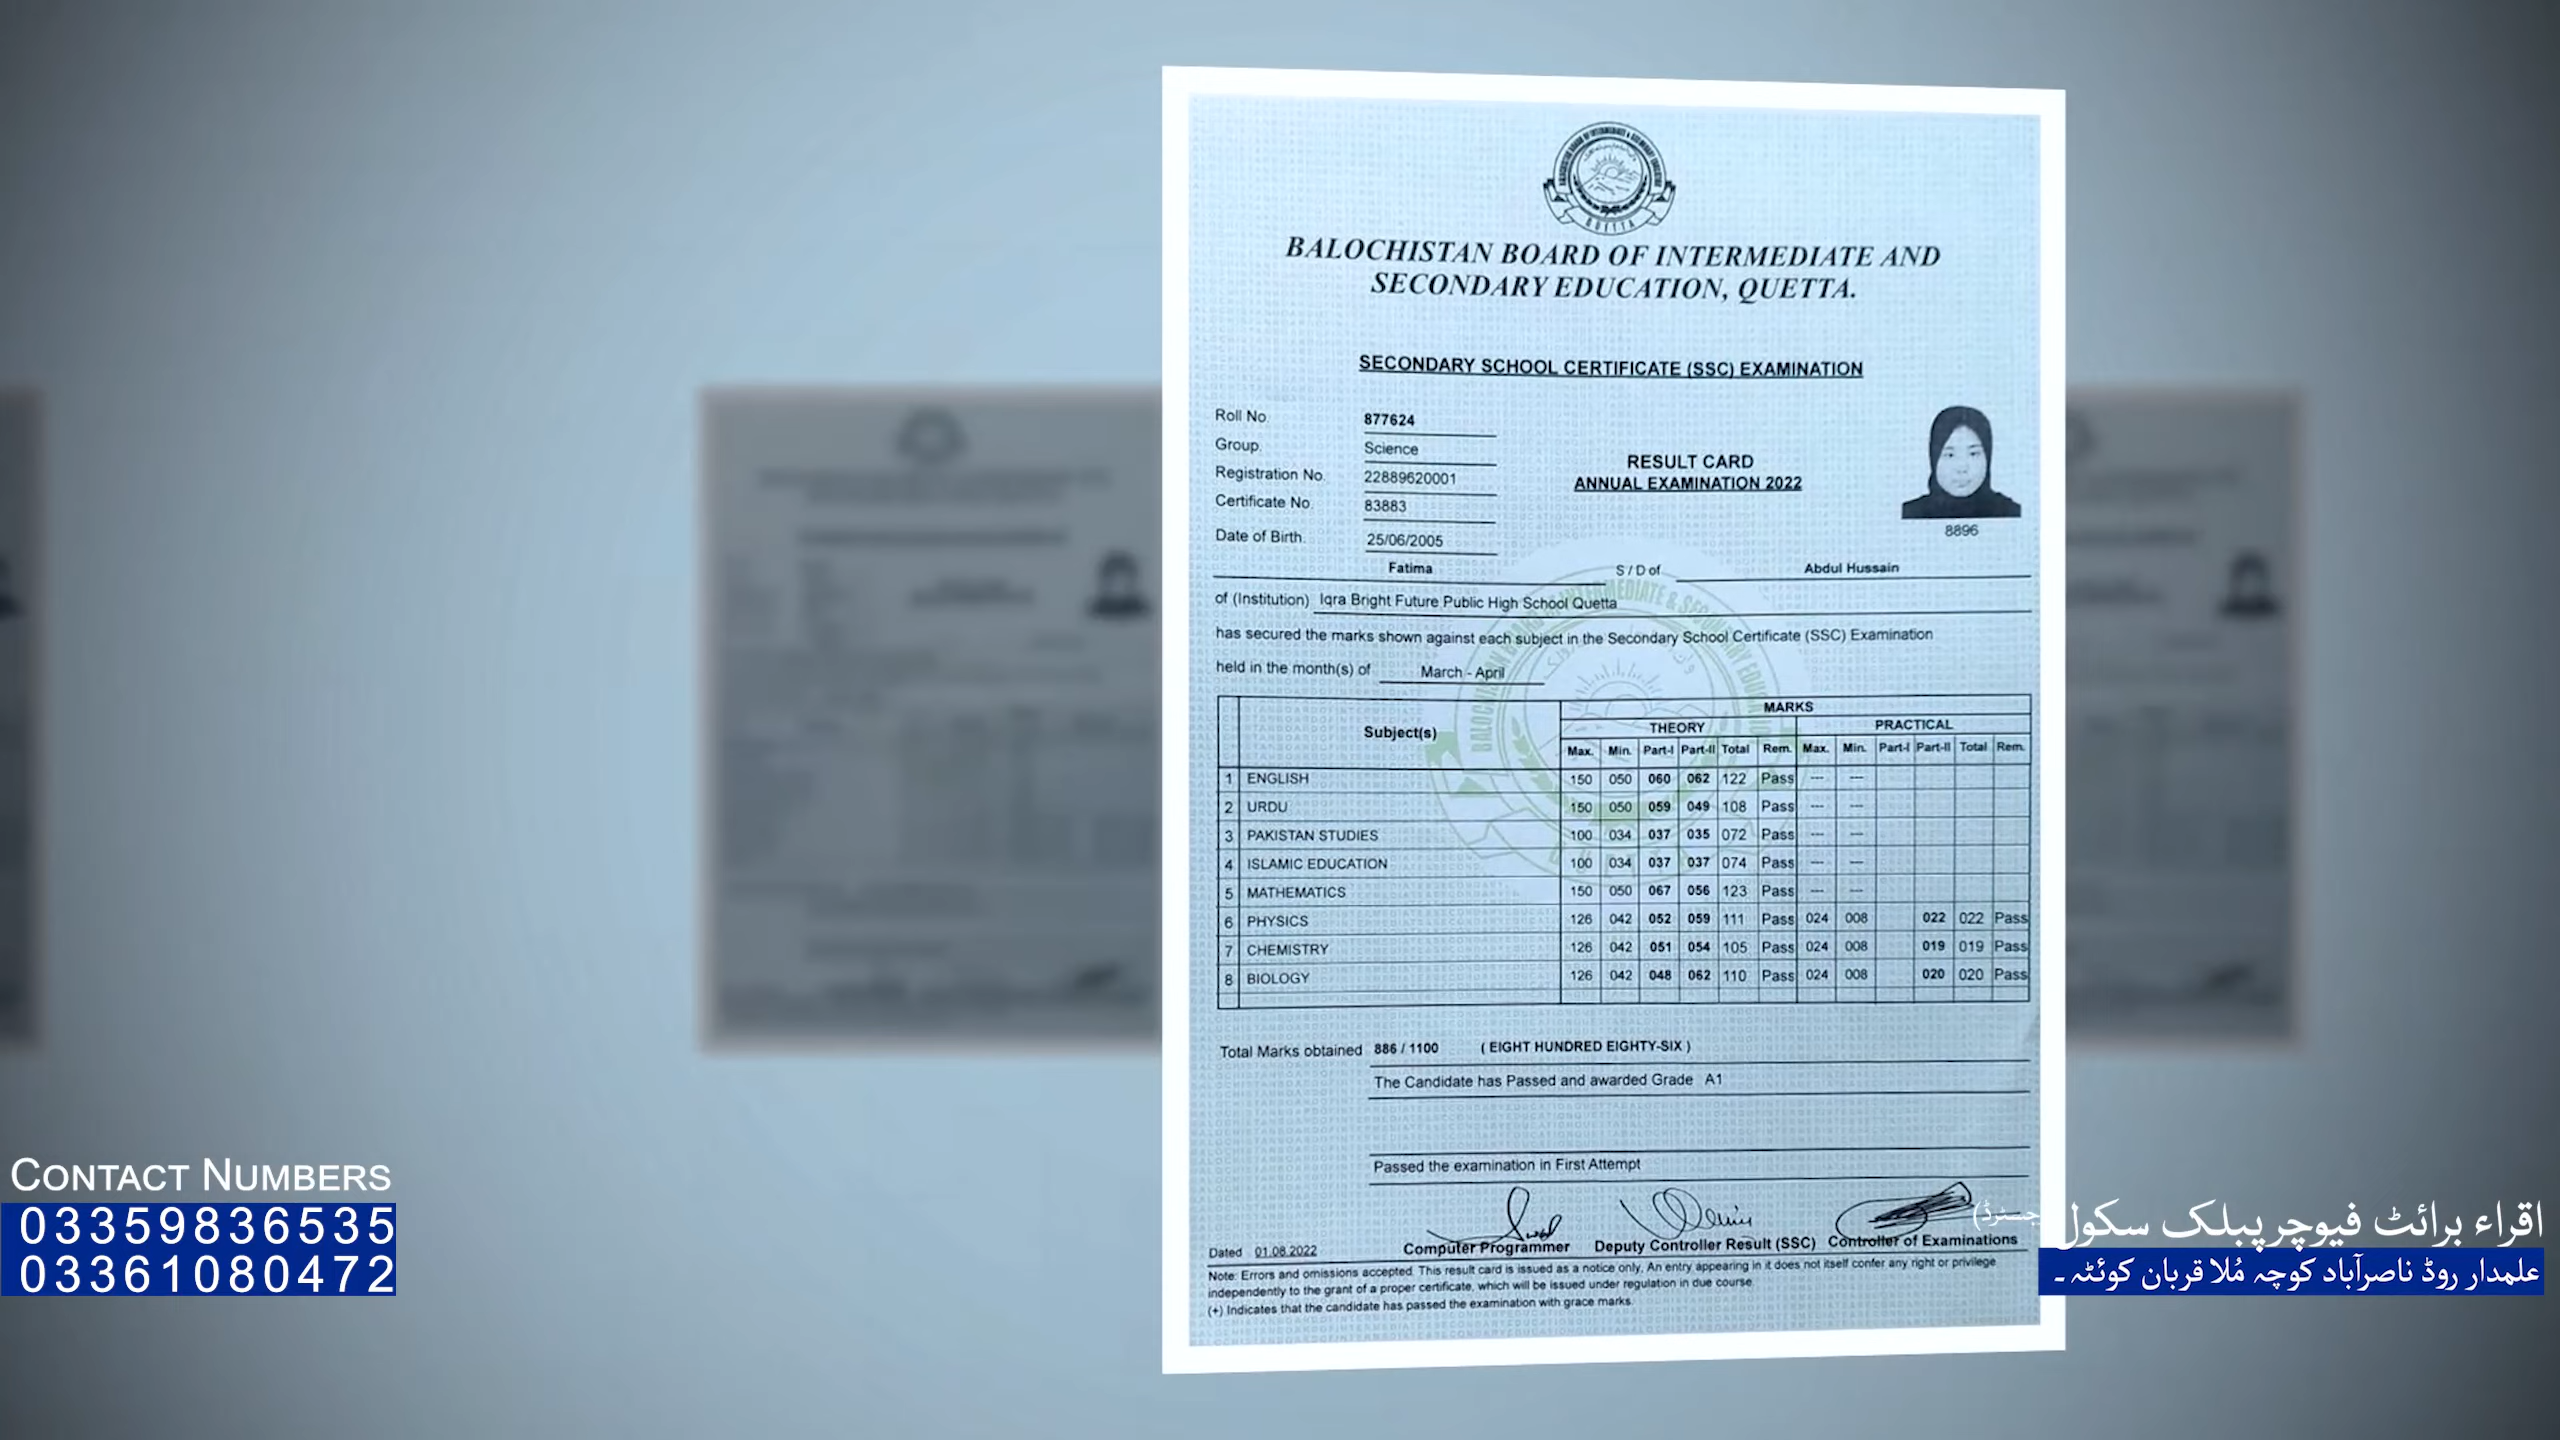 QUETTA
BALOCHISTAN BOARD OF INTERMEDIATE AND
SECONDARY EDUCATION, QUETTA.
SECONDARY SCHOOL CERTIFICATE (SSC) EXAMINATION
Roll No. 877624
Group. Science
Registration No. 22889620001
Certificate No. 83883
Date of Birth. 25/06/2005
RESULT CARD
ANNUAL EXAMINATION 2022
8896
Fatima S / D of Abdul Hussain
of (Institution) Iqra Bright Future Public High School Quetta
has secured the marks shown against each subject in the Secondary School Certificate (SSC) Examination
held in the month(s) of March - April
Subject(s) MARKS
THEORY PRACTICAL
Max. Min. Part-I Part-II Total Rem. Max. Min. Part-I Part-II Total Rem.
1 ENGLISH 150 050 060 062 122 Pass --- ---
2 URDU 150 050 059 049 108 Pass --- ---
3 PAKISTAN STUDIES 100 034 037 035 072 Pass --- ---
4 ISLAMIC EDUCATION 100 034 037 037 074 Pass --- ---
5 MATHEMATICS 150 050 067 056 123 Pass --- ---
6 PHYSICS 126 042 052 059 111 Pass 024 008 022 022 Pass
7 CHEMISTRY 126 042 051 054 105 Pass 024 008 019 019 Pass
8 BIOLOGY 126 042 048 062 110 Pass 024 008 020 020 Pass
Total Marks obtained 886 / 1100 ( EIGHT HUNDRED EIGHTY-SIX )
The Candidate has Passed and awarded Grade A1
Passed the examination in First Attempt
Dated 01.08.2022 Computer Programmer Deputy Controller Result (SSC) Controller of Examinations
Note: Errors and omissions accepted. This result card is issued as a notice only, An entry appearing in it does not itself confer any right or privilege
independently to the grant of a proper certificate, which will be issued under regulation in due course.
(+) Indicates that the candidate has passed the examination with grace marks.
CONTACT NUMBERS
03359836535
03361080472
اقراء برائٹ فیوچر پبلک سکول
علمدار روڈ ناصرآباد کوچہ مُلا قربان کوئٹہ۔